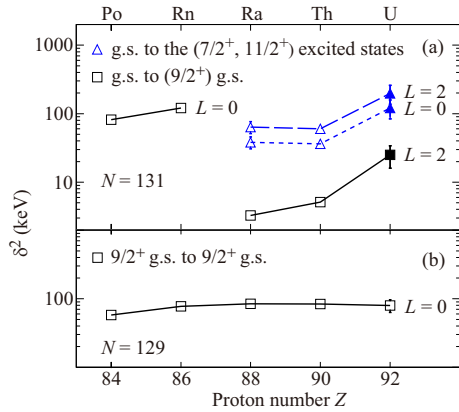 Po Rn Ra Th U
1000
g.s. to the (7/2⁺, 11/2⁺) excited states (a)
g.s. to (9/2⁺) g.s.
L = 2
100
L = 0
L = 0
L = 2
10
N = 131
δ² (keV)
9/2⁺ g.s. to 9/2⁺ g.s. (b)
100
L = 0
N = 129
84 86 88 90 92
Proton number Z